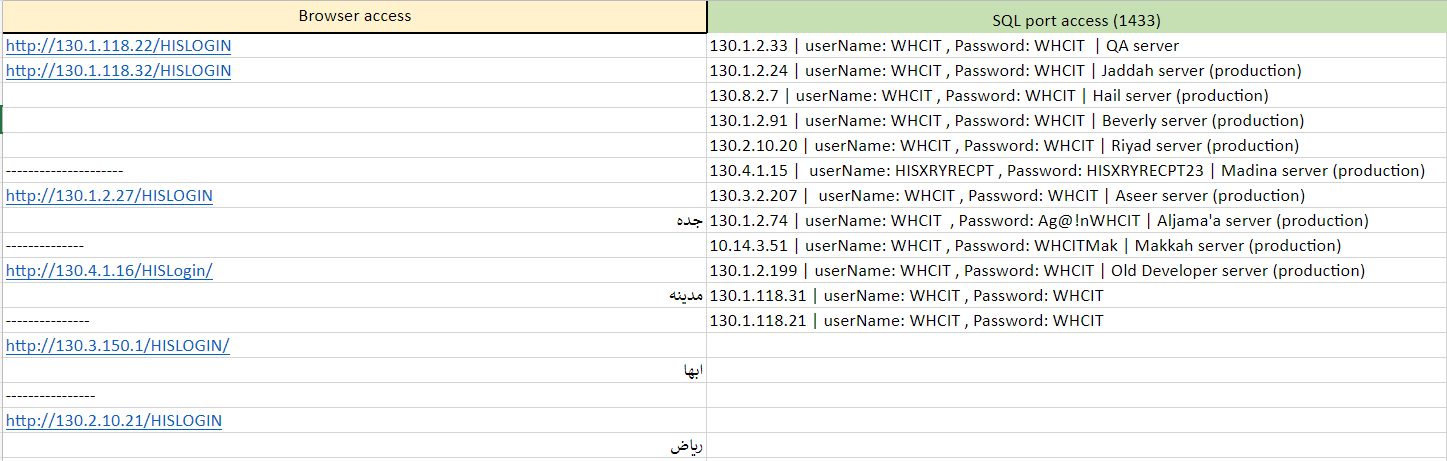 Browser access SQL port access (1433)
http://130.1.118.22/HISLOGIN 130.1.2.33 | userName: WHCIT , Password: WHCIT | QA server
http://130.1.118.32/HISLOGIN 130.1.2.24 | userName: WHCIT , Password: WHCIT | Jaddah server (production)
130.8.2.7 | userName: WHCIT , Password: WHCIT | Hail server (production)
130.1.2.91 | userName: WHCIT , Password: WHCIT | Beverly server (production)
130.2.10.20 | userName: WHCIT , Password: WHCIT | Riyad server (production)
--------------------- 130.4.1.15 | userName: HISXRYRECPT , Password: HISXRYRECPT23 | Madina server (production)
http://130.1.2.27/HISLOGIN 130.3.2.207 | userName: WHCIT , Password: WHCIT | Aseer server (production)
جده 130.1.2.74 | userName: WHCIT , Password: Ag@!nWHCIT | Aljama'a server (production)
-------------- 10.14.3.51 | userName: WHCIT , Password: WHCITMak | Makkah server (production)
http://130.4.1.16/HISLogin/ 130.1.2.199 | userName: WHCIT , Password: WHCIT | Old Developer server (production)
مدينه 130.1.118.31 | userName: WHCIT , Password: WHCIT
--------------- 130.1.118.21 | userName: WHCIT , Password: WHCIT
http://130.3.150.1/HISLOGIN/
ابها
----------------
http://130.2.10.21/HISLOGIN
رياض